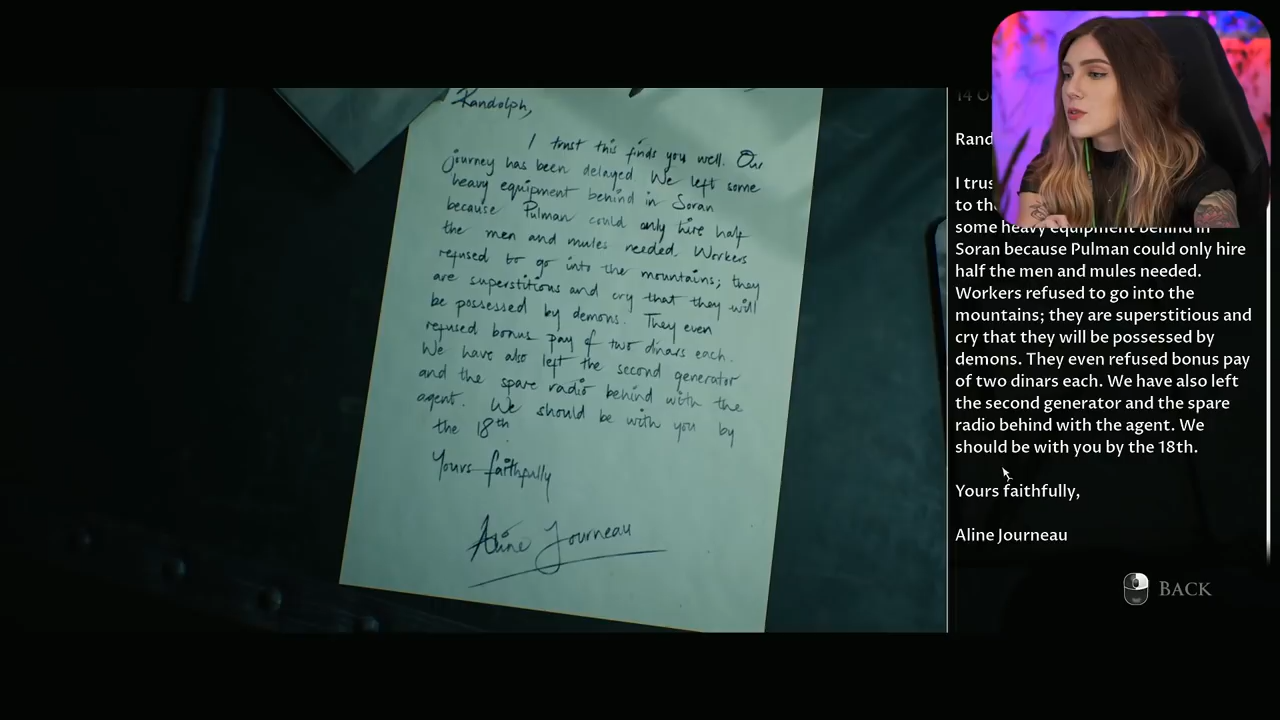 Randolph,
I trust this finds you well. Our
journey has been delayed We left some
heavy equipment behind in Soran
because Pulman could only hire half
the men and mules needed. Workers
refused to go into the mountains; they
are superstitious and cry that they will
be possessed by demons. They even
refused bonus pay of two dinars each.
We have also left the second generator
and the spare radio behind with the
agent. We should be with you by
the 18th.
Yours faithfully
Aline Journeau
14 O
Rand
I trus
to th
some heavy equipment behind in
Soran because Pulman could only hire
half the men and mules needed.
Workers refused to go into the
mountains; they are superstitious and
cry that they will be possessed by
demons. They even refused bonus pay
of two dinars each. We have also left
the second generator and the spare
radio behind with the agent. We
should be with you by the 18th.
Yours faithfully,
Aline Journeau
BACK